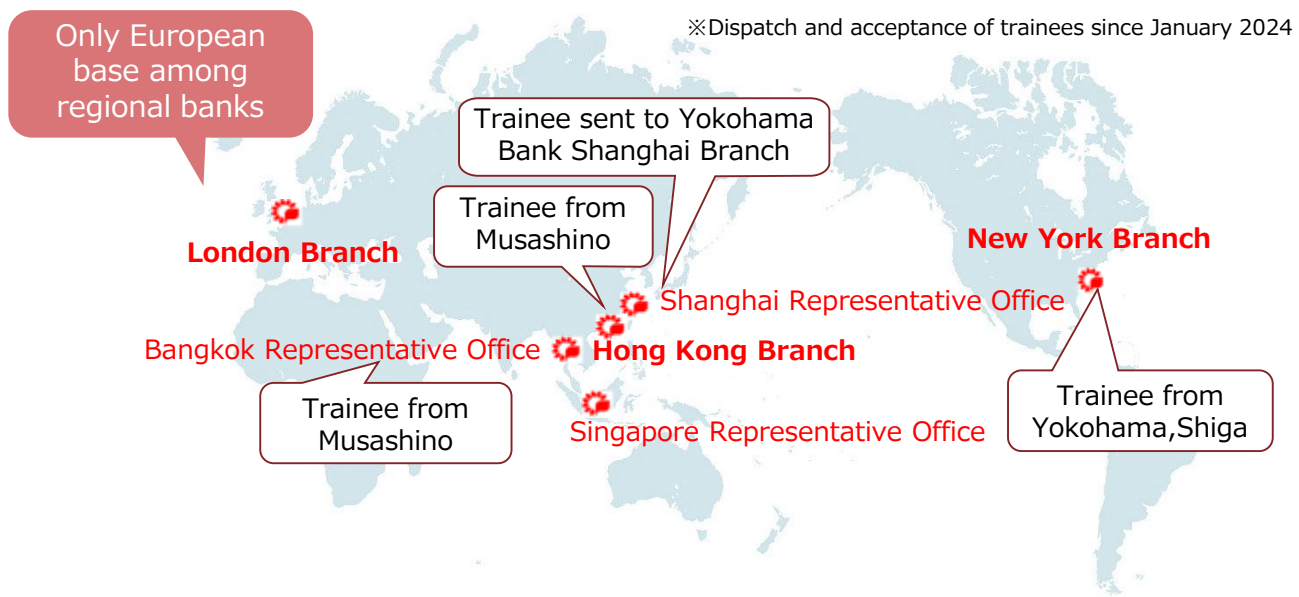 ※Dispatch and acceptance of trainees since January 2024
Only European
base among
regional banks
Trainee sent to Yokohama
Bank Shanghai Branch
Trainee from
Musashino
London Branch
New York Branch
Shanghai Representative Office
Bangkok Representative Office
Hong Kong Branch
Trainee from
Musashino
Trainee from
Yokohama,Shiga
Singapore Representative Office